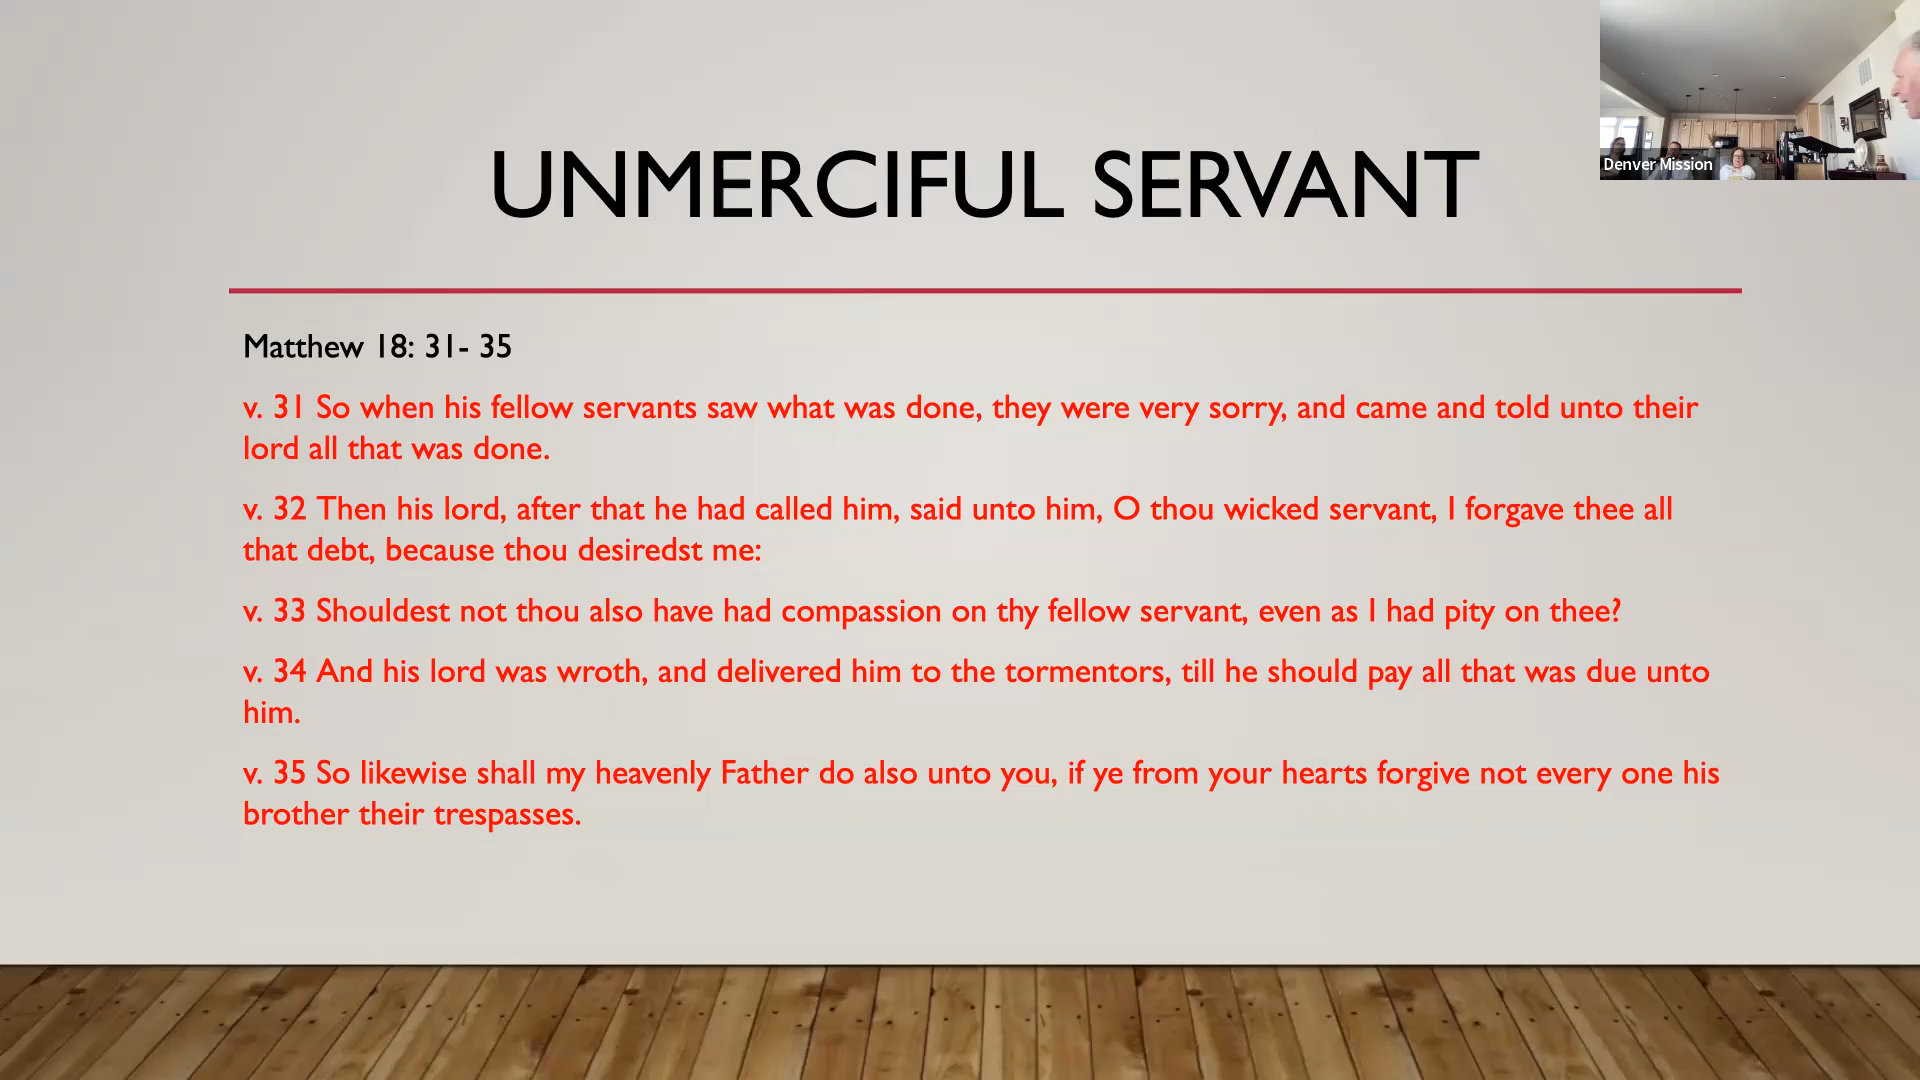 UNMERCIFUL SERVANT
Denver Mission
Matthew 18: 31- 35
v. 31 So when his fellow servants saw what was done, they were very sorry, and came and told unto their
lord all that was done.
v. 32 Then his lord, after that he had called him, said unto him, O thou wicked servant, I forgave thee all
that debt, because thou desiredst me:
v. 33 Shouldest not thou also have had compassion on thy fellow servant, even as I had pity on thee?
v. 34 And his lord was wroth, and delivered him to the tormentors, till he should pay all that was due unto
him.
v. 35 So likewise shall my heavenly Father do also unto you, if ye from your hearts forgive not every one his
brother their trespasses.